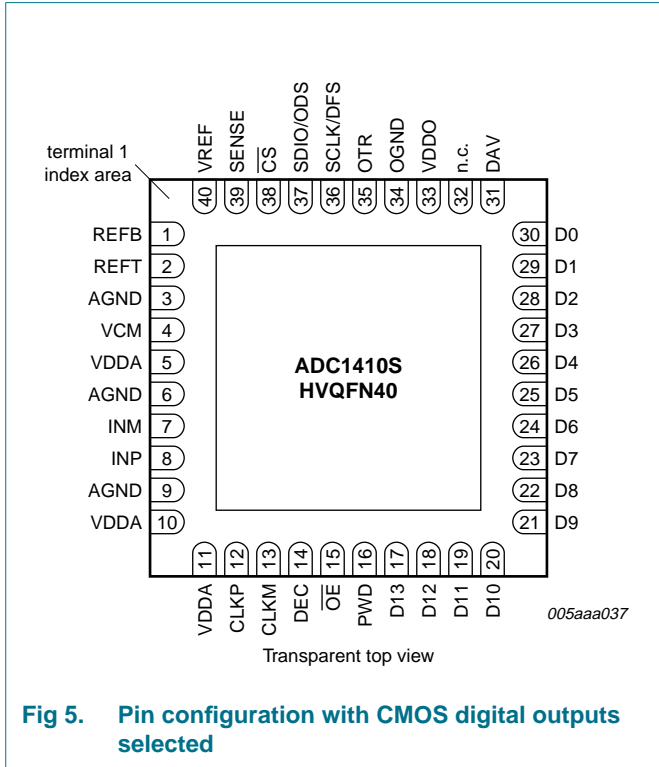 terminal 1
index area
VREF
SENSE
C̅S̅
SDIO/ODS
SCLK/DFS
OTR
OGND
VDDO
n.c.
DAV
40
39
38
37
36
35
34
33
32
31
REFB 1
REFT 2
AGND 3
VCM 4
VDDA 5
AGND 6
INM 7
INP 8
AGND 9
VDDA 10
ADC1410S
HVQFN40
30 D0
29 D1
28 D2
27 D3
26 D4
25 D5
24 D6
23 D7
22 D8
21 D9
11
12
13
14
15
16
17
18
19
20
VDDA
CLKP
CLKM
DEC
O̅E̅
PWD
D13
D12
D11
D10
005aaa037
Transparent top view
Fig 5. Pin configuration with CMOS digital outputs
selected